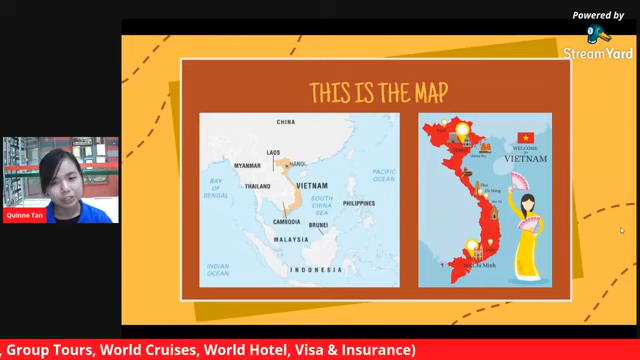 Powered by
StreamYard
THIS IS THE MAP
CHINA
LAOS
HANOI
MYANMAR
BAY OF BENGAL
THAILAND
VIETNAM
PACIFIC OCEAN
SOUTH CHINA SEA
PHILIPPINES
CAMBODIA
BRUNEI
MALAYSIA
INDIAN OCEAN
INDONESIA
WELCOME
TO
VIETNAM
Quinne Tan
, Group Tours, World Cruises, World Hotel, Visa & Insurance)